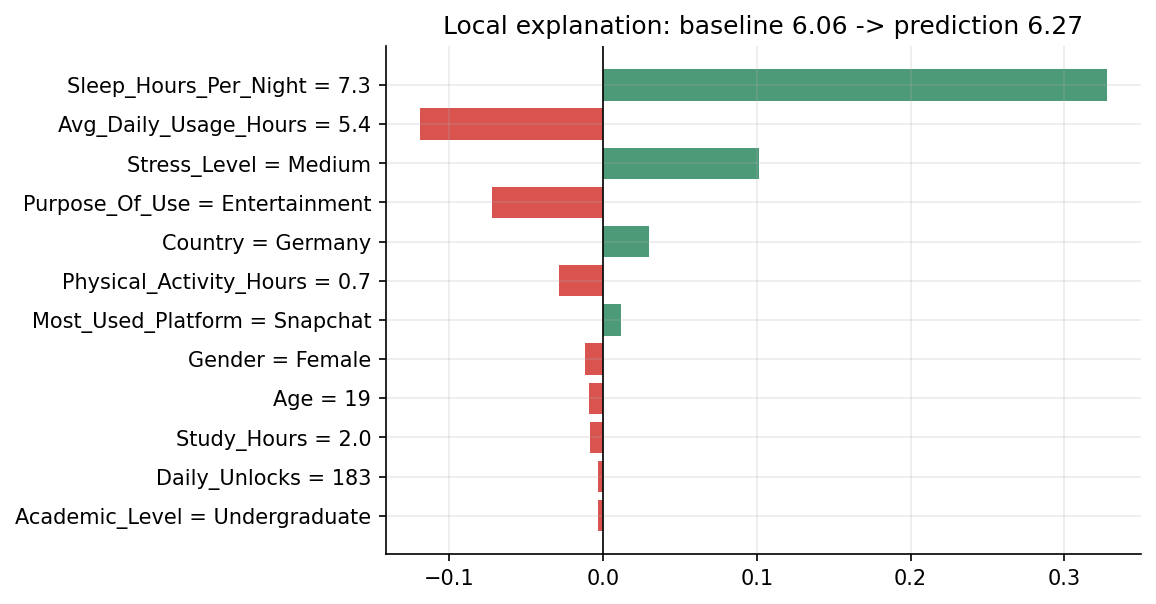 Local explanation: baseline 6.06 -> prediction 6.27
Sleep_Hours_Per_Night = 7.3
Avg_Daily_Usage_Hours = 5.4
Stress_Level = Medium
Purpose_Of_Use = Entertainment
Country = Germany
Physical_Activity_Hours = 0.7
Most_Used_Platform = Snapchat
Gender = Female
Age = 19
Study_Hours = 2.0
Daily_Unlocks = 183
Academic_Level = Undergraduate
−0.1 0.0 0.1 0.2 0.3